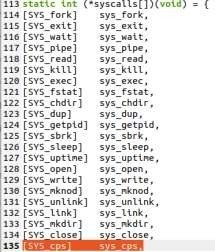 113 static int (*syscalls[])(void) = {
114 [SYS_fork] sys_fork,
115 [SYS_exit] sys_exit,
116 [SYS_wait] sys_wait,
117 [SYS_pipe] sys_pipe,
118 [SYS_read] sys_read,
119 [SYS_kill] sys_kill,
120 [SYS_exec] sys_exec,
121 [SYS_fstat] sys_fstat,
122 [SYS_chdir] sys_chdir,
123 [SYS_dup] sys_dup,
124 [SYS_getpid] sys_getpid,
125 [SYS_sbrk] sys_sbrk,
126 [SYS_sleep] sys_sleep,
127 [SYS_uptime] sys_uptime,
128 [SYS_open] sys_open,
129 [SYS_write] sys_write,
130 [SYS_mknod] sys_mknod,
131 [SYS_unlink] sys_unlink,
132 [SYS_link] sys_link,
133 [SYS_mkdir] sys_mkdir,
134 [SYS_close] sys_close,
135 [SYS_cps] sys_cps,